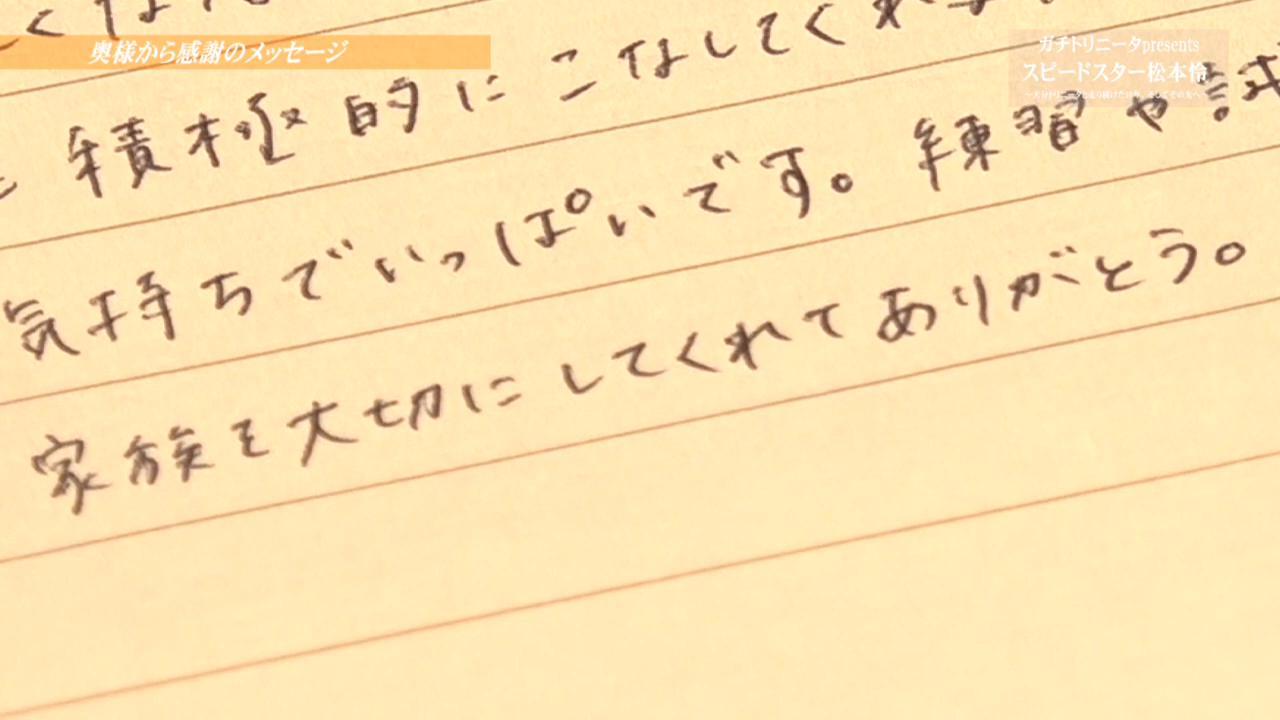 奥様から感謝のメッセージ
ガチトリニータpresents
スピードスター松本怜
積極的にこなしてくれ
気持ちでいっぱいです。練習や試
家族を大切にしてくれてありがとう。